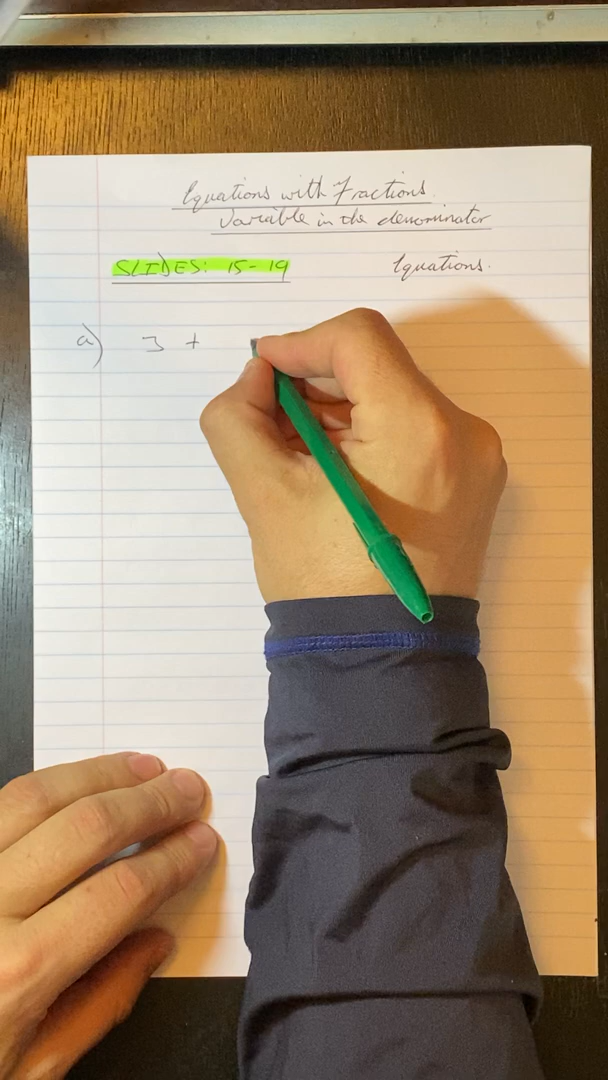 Equations with Fractions.
Variable in the denominator
SLIDES: 15-19
Equations.
a) 3 +